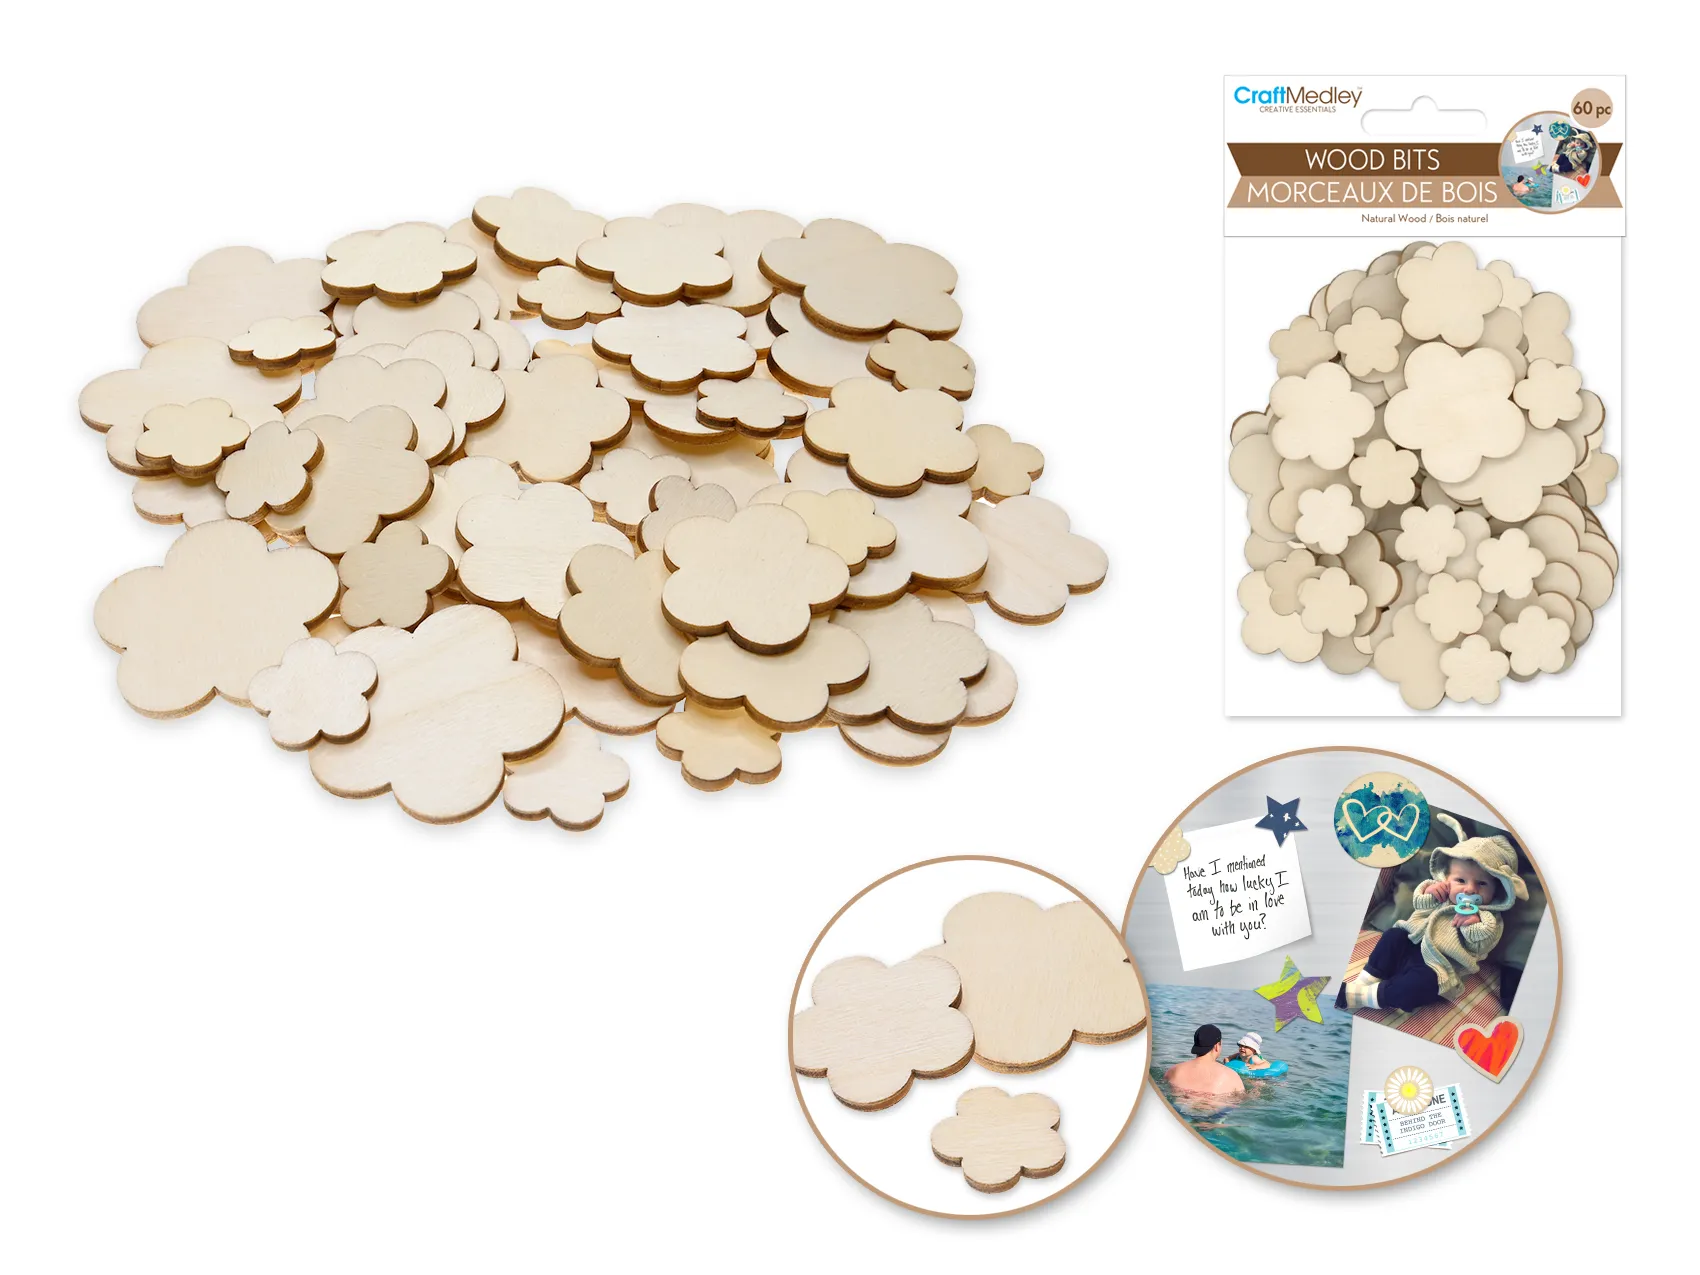 CraftMedley
CREATIVE ESSENTIALS
60 pc
WOOD BITS
MORCEAUX DE BOIS
Natural Wood / Bois naturel
Have I mentioned
today how lucky I
am to be in love
with you?
BEHIND THE
INDIGO DOOR
1234567